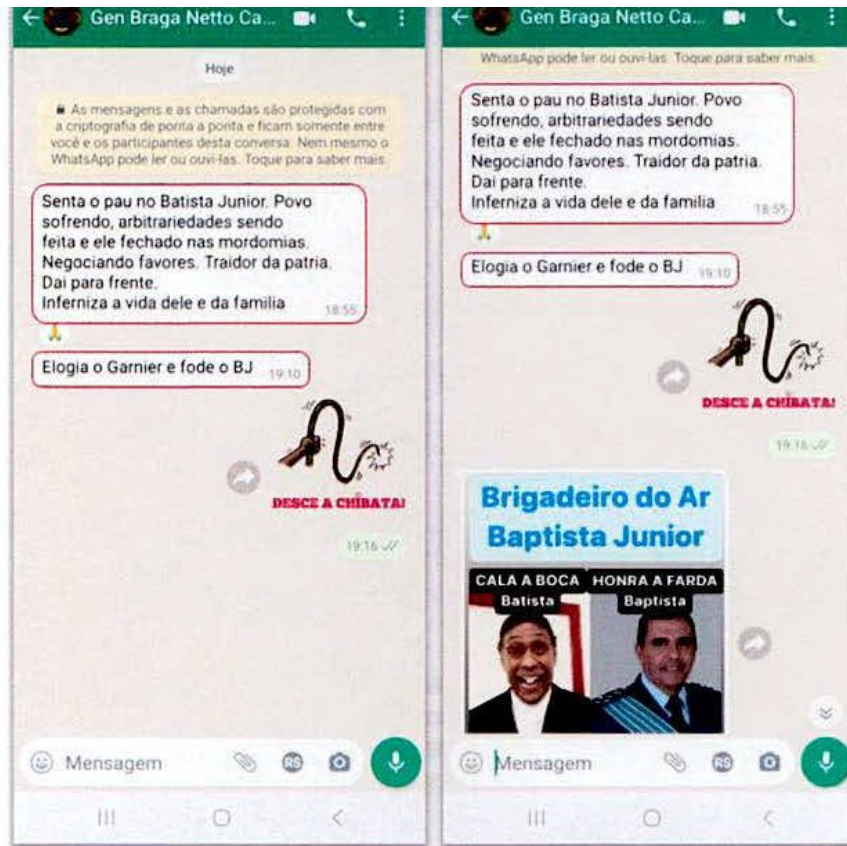 Gen Braga Netto Ca...
Hoje
As mensagens e as chamadas são protegidas com
a criptografia de ponta a ponta e ficam somente entre
você e os participantes desta conversa. Nem mesmo o
WhatsApp pode ler ou ouvi-las. Toque para saber mais.
Senta o pau no Batista Junior. Povo
sofrendo, arbitrariedades sendo
feita e ele fechado nas mordomias.
Negociando favores. Traidor da patria.
Dai para frente.
Inferniza a vida dele e da familia
18:55
Elogia o Garnier e fode o BJ
19:10
DESCE A CHIBATA!
19:16
Mensagem
RS
Gen Braga Netto Ca...
WhatsApp pode ler ou ouvi-las. Toque para saber mais.
Senta o pau no Batista Junior. Povo
sofrendo, arbitrariedades sendo
feita e ele fechado nas mordomias.
Negociando favores. Traidor da patria.
Dai para frente.
Inferniza a vida dele e da familia
18:55
Elogia o Garnier e fode o BJ
19:10
DESCE A CHIBATA!
19:16
Brigadeiro do Ar
Baptista Junior
CALA A BOCA HONRA A FARDA
Batista Baptista
Mensagem
RS